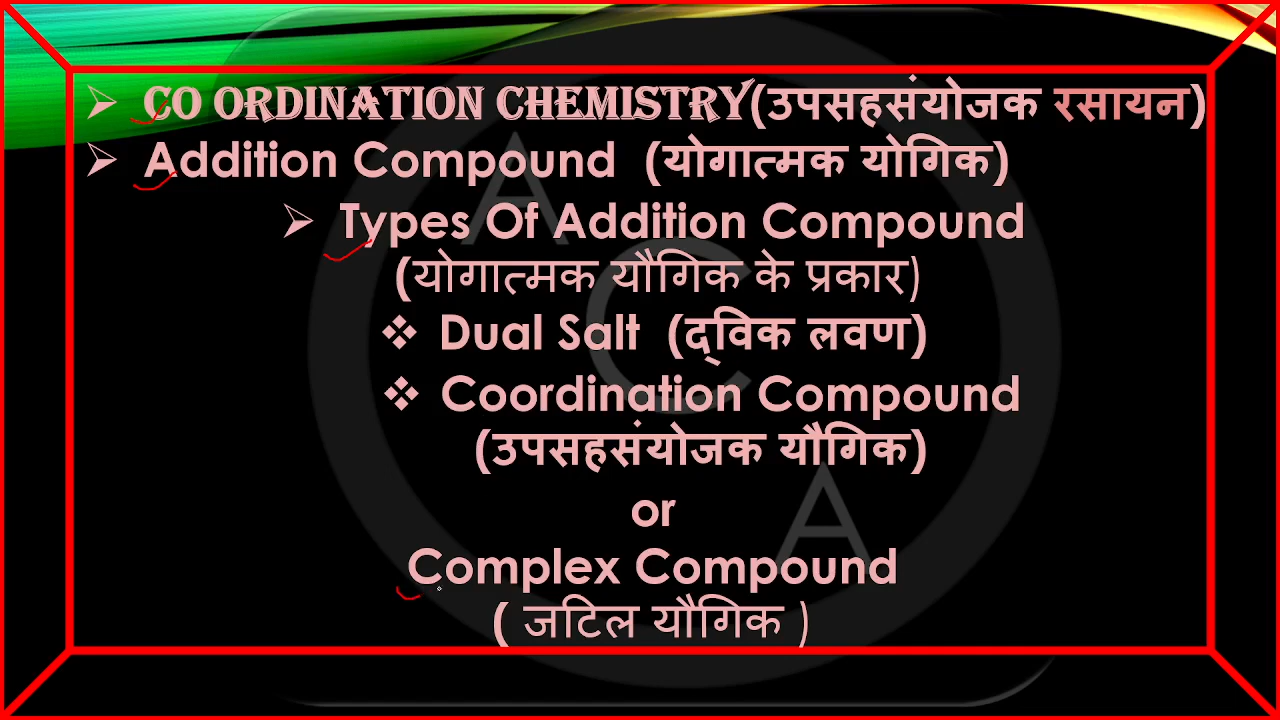 ➢ CO ORDINATION CHEMISTRY(उपसहसंयोजक रसायन)
➢ Addition Compound (योगात्मक योगिक)
➢ Types Of Addition Compound
(योगात्मक यौगिक के प्रकार)
❖ Dual Salt (द्विक लवण)
❖ Coordination Compound
(उपसहसंयोजक यौगिक)
or
Complex Compound
( जटिल यौगिक )
A
C
A